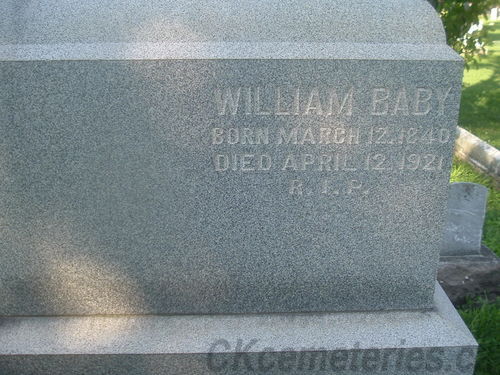 WILLIAM BABY
BORN MARCH 12. 1840
DIED APRIL 12. 1921
R. I. P.
CKcemeteries.c